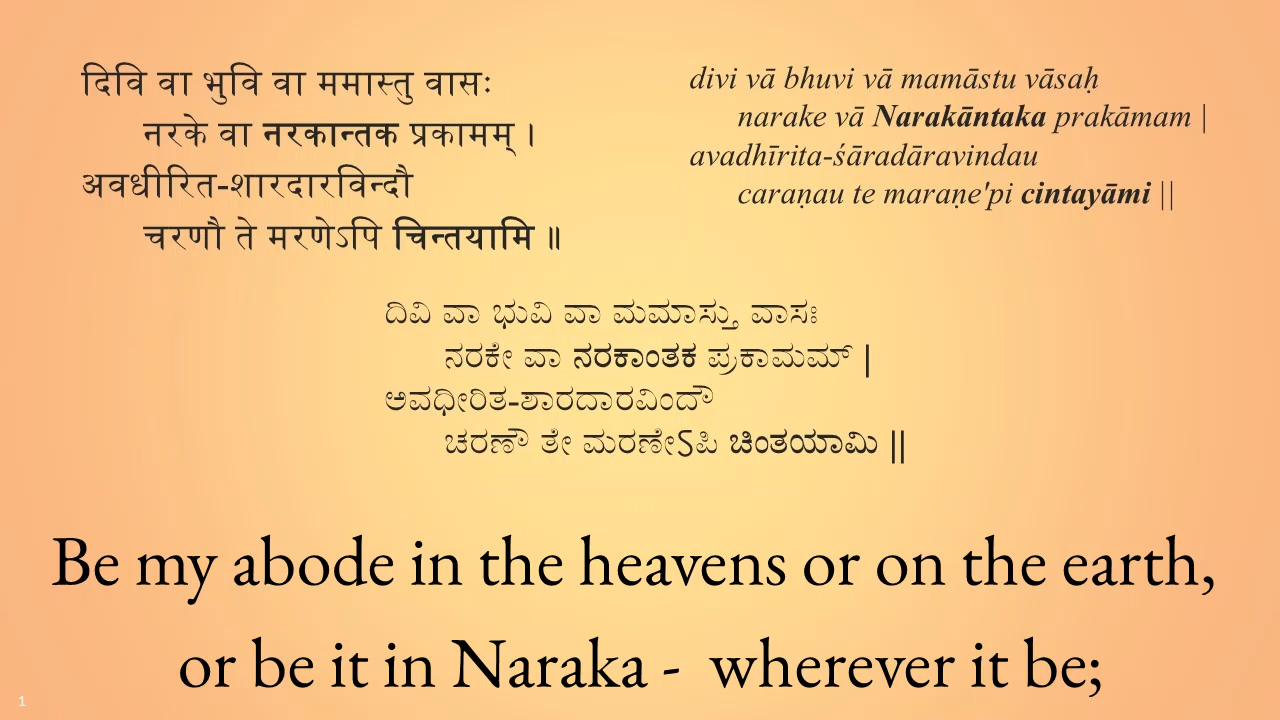 दिवि वा भुवि वा ममास्तु वासः
नरके वा नरकान्तक प्रकामम् ।
अवधीरित-शारदारविन्दौ
चरणौ ते मरणेऽपि चिन्तयामि ॥
divi vā bhuvi vā mamāstu vāsaḥ
narake vā Narakāntaka prakāmam |
avadhīrita-śāradāravindau
caraṇau te maraṇe'pi cintayāmi ||
ದಿವಿ ವಾ ಭುವಿ ವಾ ಮಮಾಸ್ತು ವಾಸಃ
ನರಕೇ ವಾ ನರಕಾಂತಕ ಪ್ರಕಾಮಮ್ |
ಅವಧೀರಿತ-ಶಾರದಾರವಿಂದೌ
ಚರಣೌ ತೇ ಮರಣೇSಪಿ ಚಿಂತಯಾಮಿ ||
Be my abode in the heavens or on the earth,
or be it in Naraka - wherever it be;
1